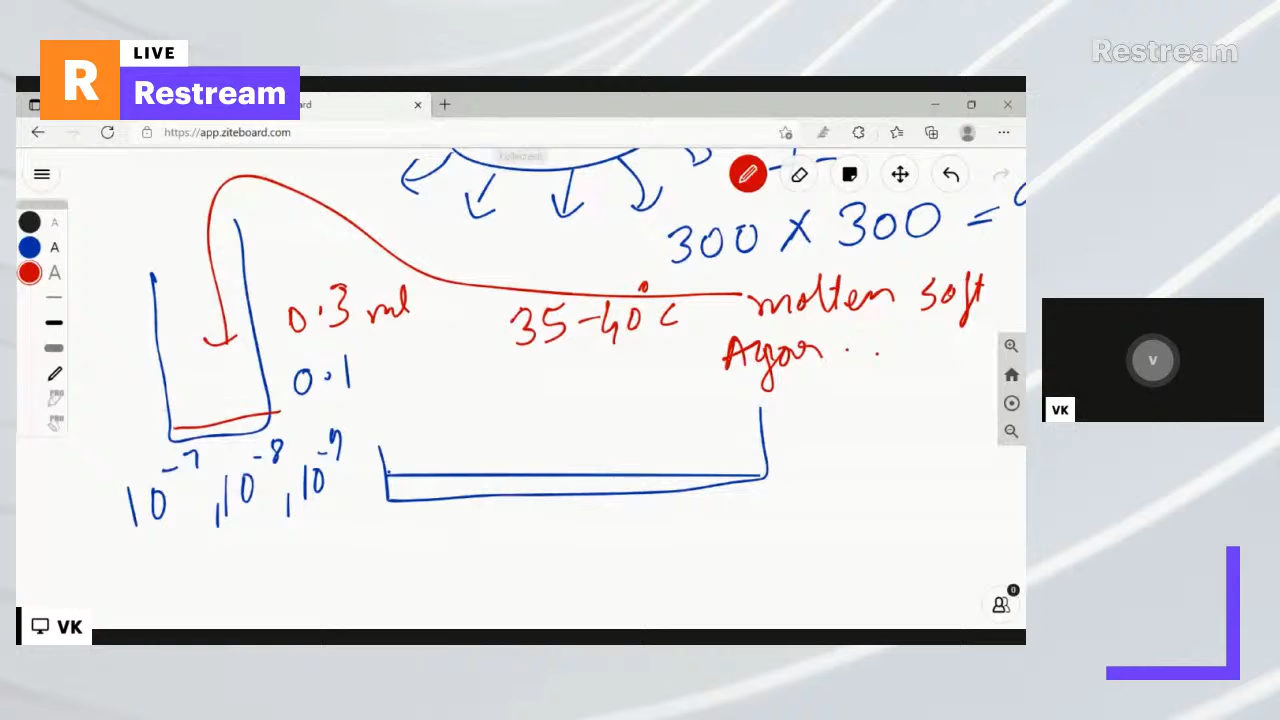 LIVE
R Restream
Restream
https://app.ziteboard.com
300 × 300 =
0.3 ml
35-40°C
molten soft
Agar ..
0.1
10⁻⁷, 10⁻⁸, 10⁻⁹
A
A
A
V
VK
0
VK